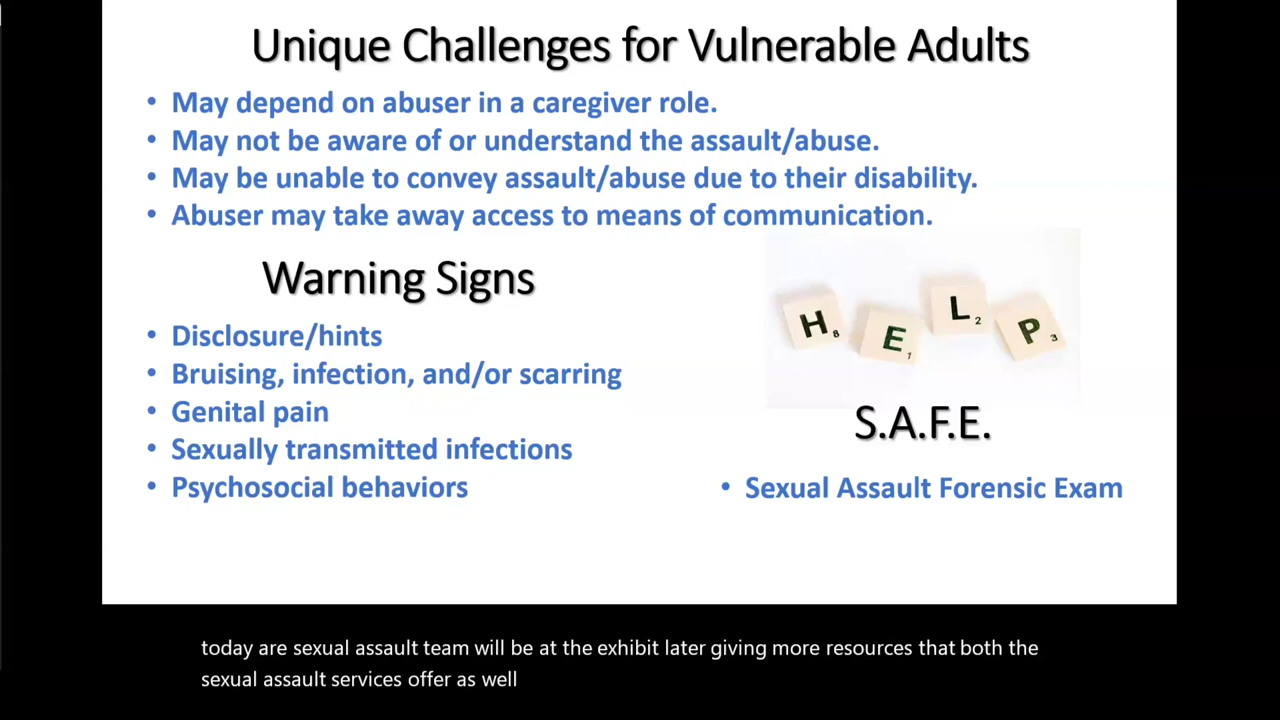 Unique Challenges for Vulnerable Adults
• May depend on abuser in a caregiver role.
• May not be aware of or understand the assault/abuse.
• May be unable to convey assault/abuse due to their disability.
• Abuser may take away access to means of communication.
Warning Signs
• Disclosure/hints
• Bruising, infection, and/or scarring
• Genital pain
• Sexually transmitted infections
• Psychosocial behaviors
H8 E1 L2 P3
S.A.F.E.
• Sexual Assault Forensic Exam
today are sexual assault team will be at the exhibit later giving more resources that both the
sexual assault services offer as well